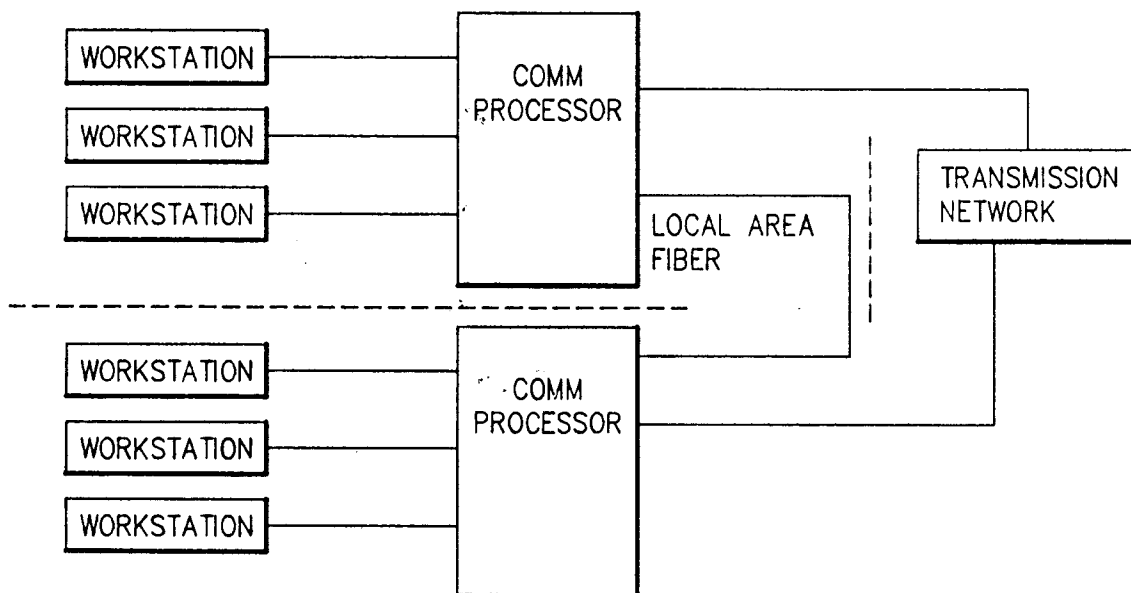 WORKSTATION
WORKSTATION
WORKSTATION
COMM
PROCESSOR
TRANSMISSION
NETWORK
LOCAL AREA
FIBER
WORKSTATION
WORKSTATION
WORKSTATION
COMM
PROCESSOR